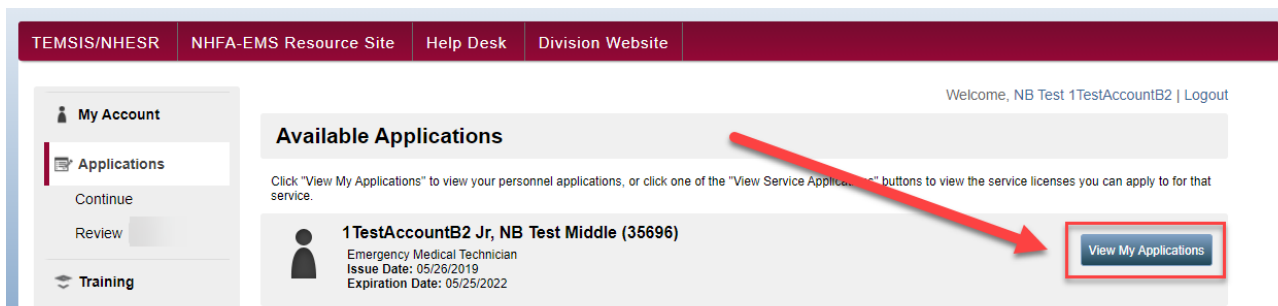 TEMSIS/NHESR NHFA-EMS Resource Site Help Desk Division Website
Welcome, NB Test 1TestAccountB2 | Logout
My Account
Applications
Continue
Review
Training
Available Applications
Click "View My Applications" to view your personnel applications, or click one of the "View Service Applications" buttons to view the service licenses you can apply to for that
service.
1TestAccountB2 Jr, NB Test Middle (35696)
Emergency Medical Technician
Issue Date: 05/26/2019
Expiration Date: 05/25/2022
View My Applications